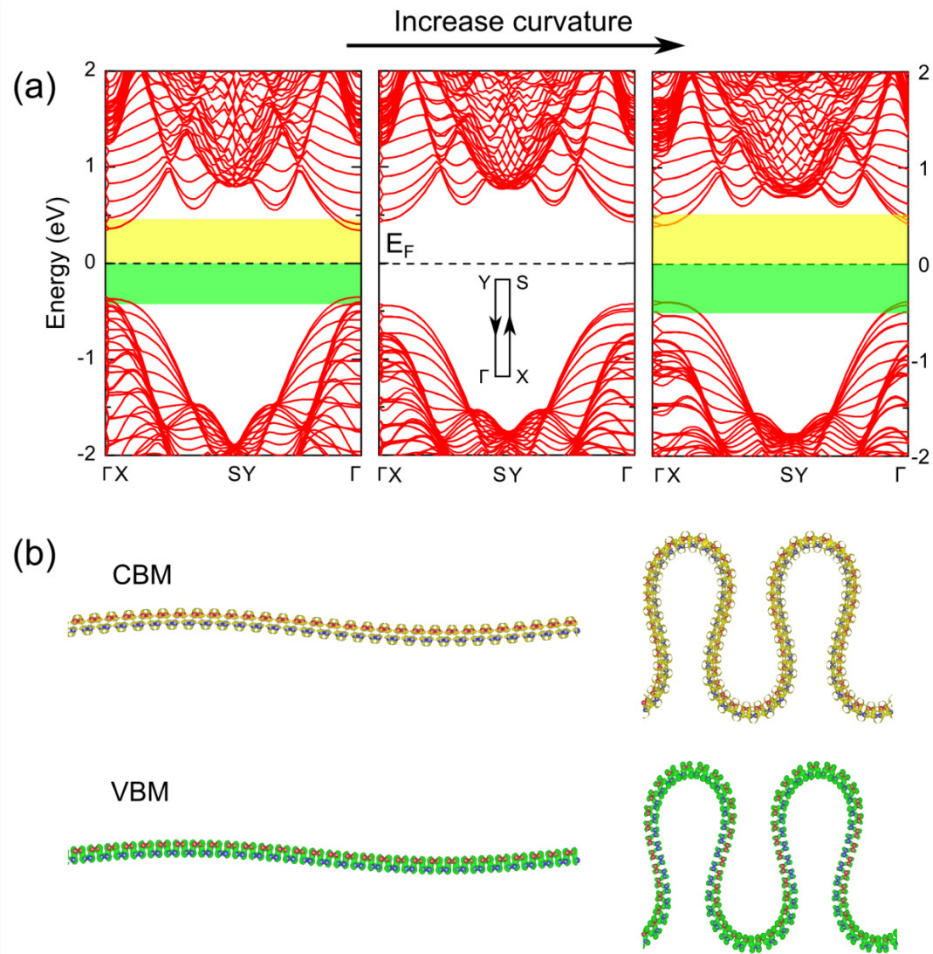 Increase curvature
(a)
2
1
0
-1
-2
Energy (eV)
E_F
Y S
Γ X
2
1
0
-1
-2
ΓX SY Γ
ΓX SY Γ
ΓX SY Γ
(b)
CBM
VBM